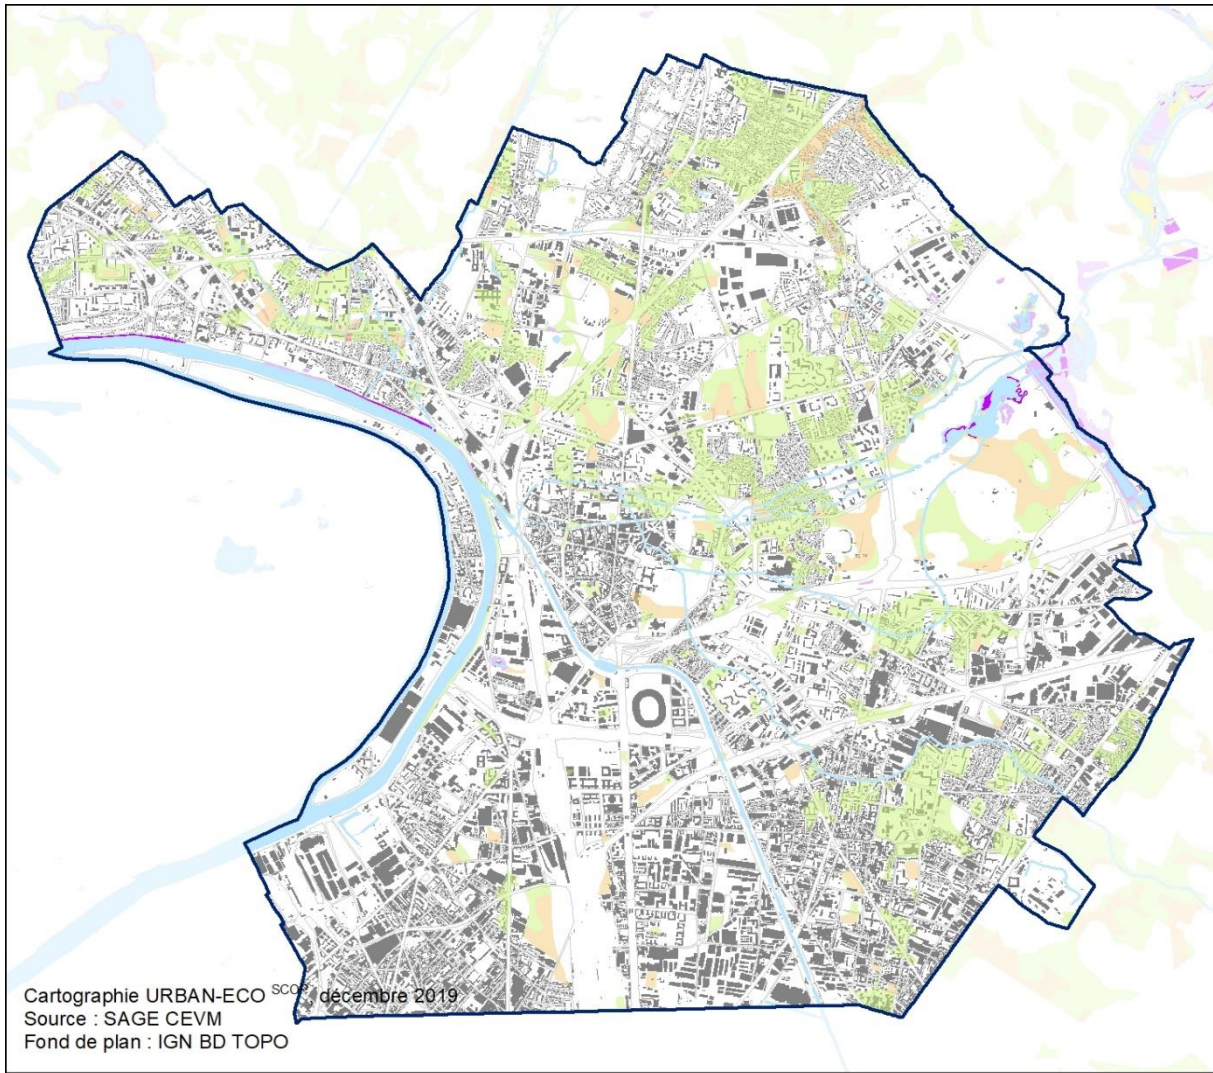 Cartographie URBAN-ECO SCOP décembre 2019
Source : SAGE CEVM
Fond de plan : IGN BD TOPO